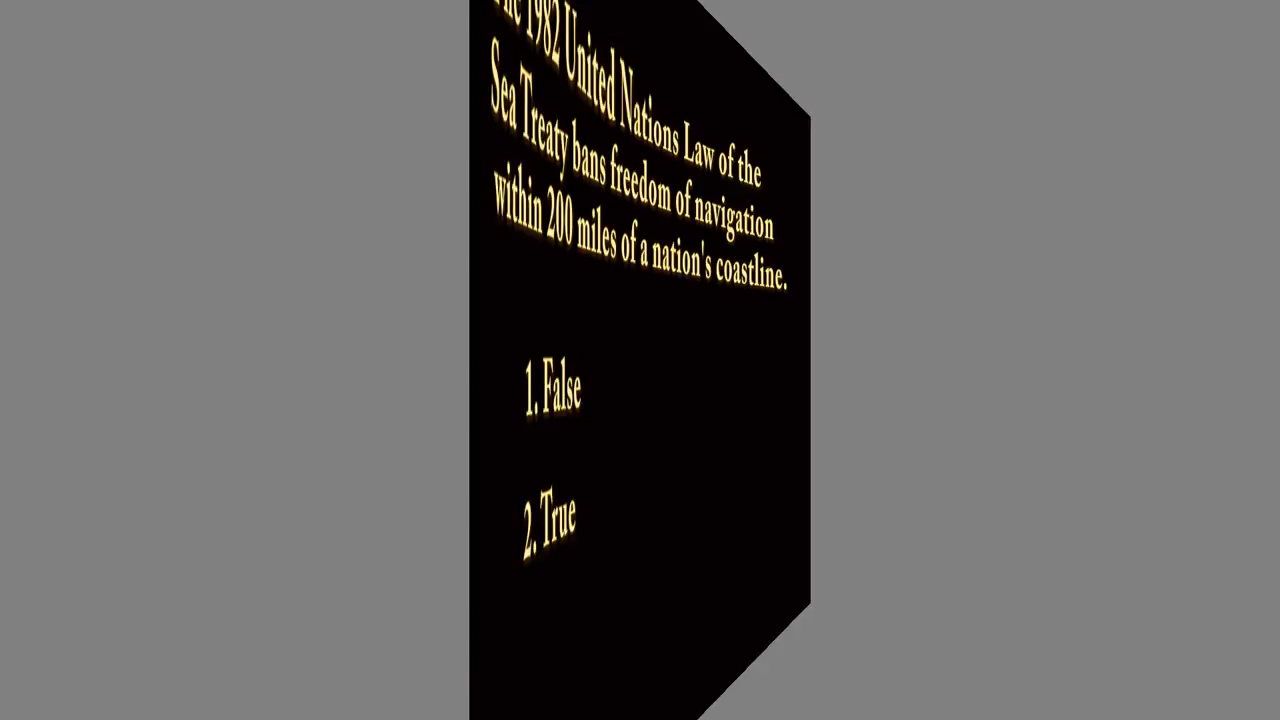 The 1982 United Nations Law of the
Sea Treaty bans freedom of navigation
within 200 miles of a nation's coastline.
1. False
2. True